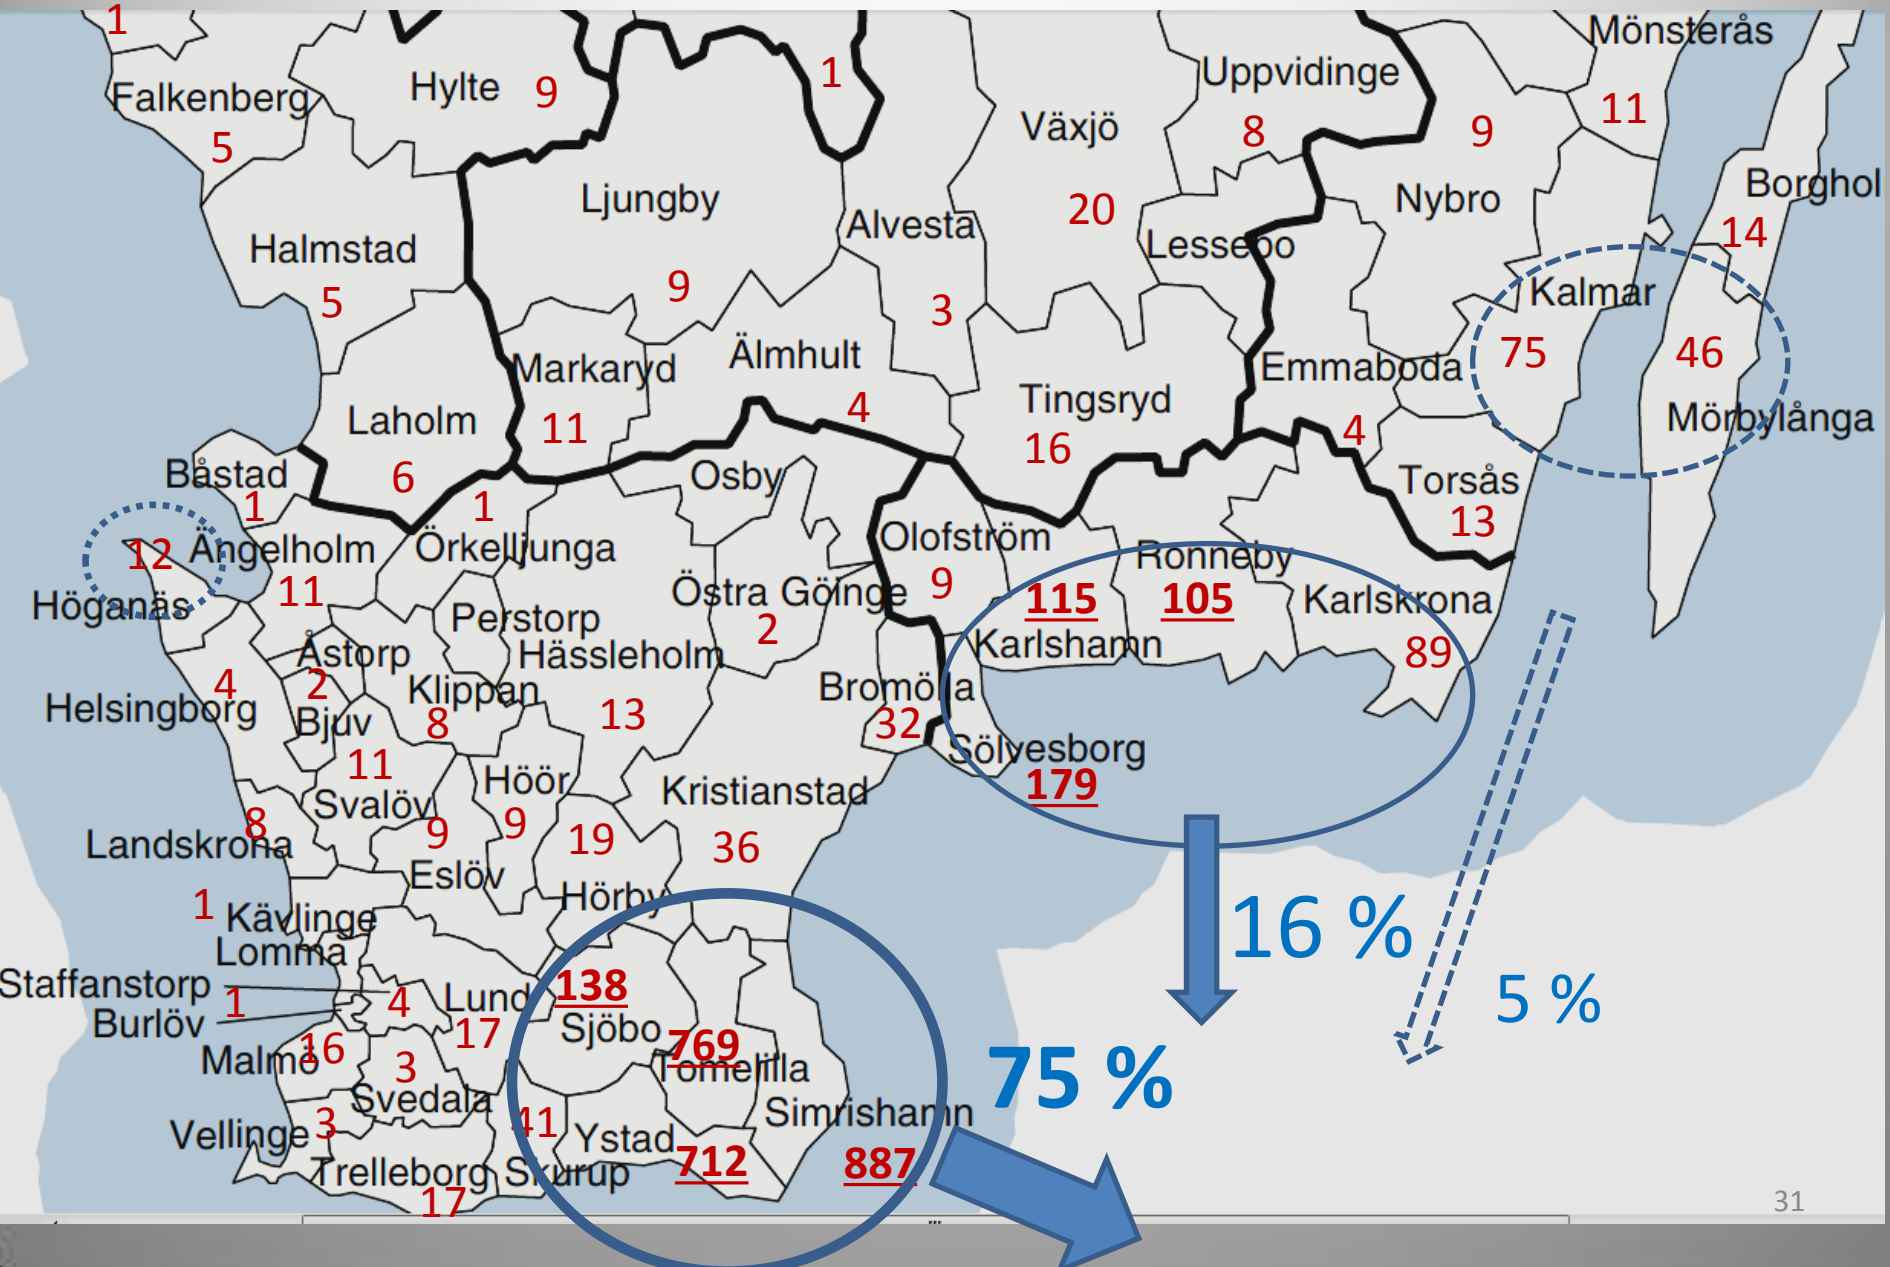 1
Mönsterås
Hylte
9
1
Uppvidinge
Falkenberg
5
Växjö
8
9
11
Ljungby
Nybro
Borghol
20
Alvesta
14
Halmstad
Lessebo
5
9
3
Kalmar
Markaryd
Älmhult
Emmaboda
75
46
Laholm
11
4
Tingsryd
16
4
Mörbylånga
Båstad
6
1
1
Osby
Torsås
13
12
Ängelholm
Örkelljunga
Olofström
Ronneby
Höganäs
11
Östra Göinge
9
115
105
Karlskrona
Perstorp
2
Karlshamn
89
Åstorp
Hässleholm
4
2
Klippan
Bromölla
Helsingborg
Bjuv
8
13
32
Sölvesborg
11
Höör
Kristianstad
179
Svalöv
8
9
9
19
36
Landskrona
Eslöv
1
Kävlinge
Hörby
16 %
Lomma
Staffanstorp
1
4
Lund
138
5 %
Burlöv
17
Sjöbo
769
Malmö
16
3
Tomelilla
75 %
Svedala
Simrishamn
Vellinge
3
41
Ystad
712
887
Trelleborg
Skurup
17
31